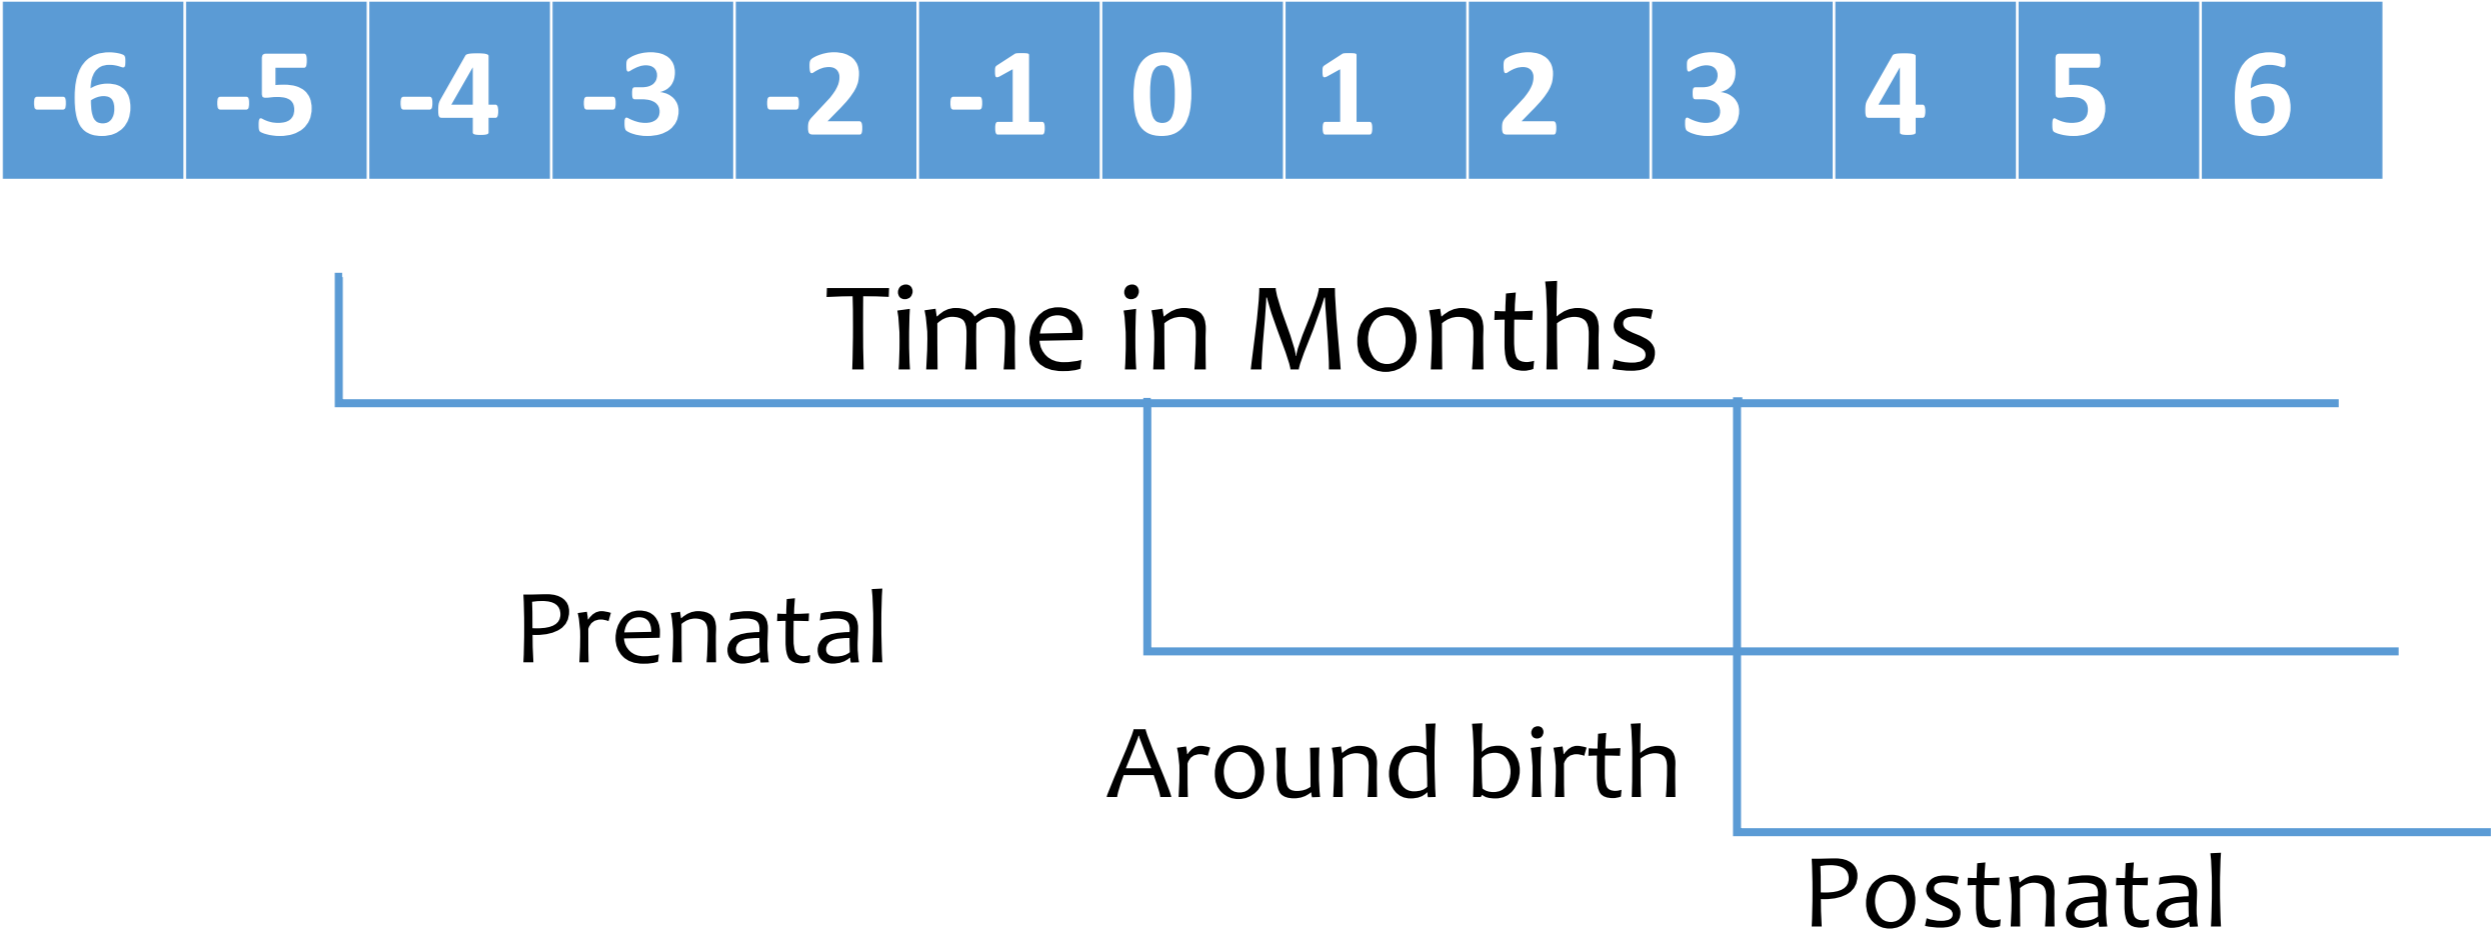 -6 -5 -4 -3 -2 -1 0 1 2 3 4 5 6
Time in Months
Prenatal
Around birth
Postnatal